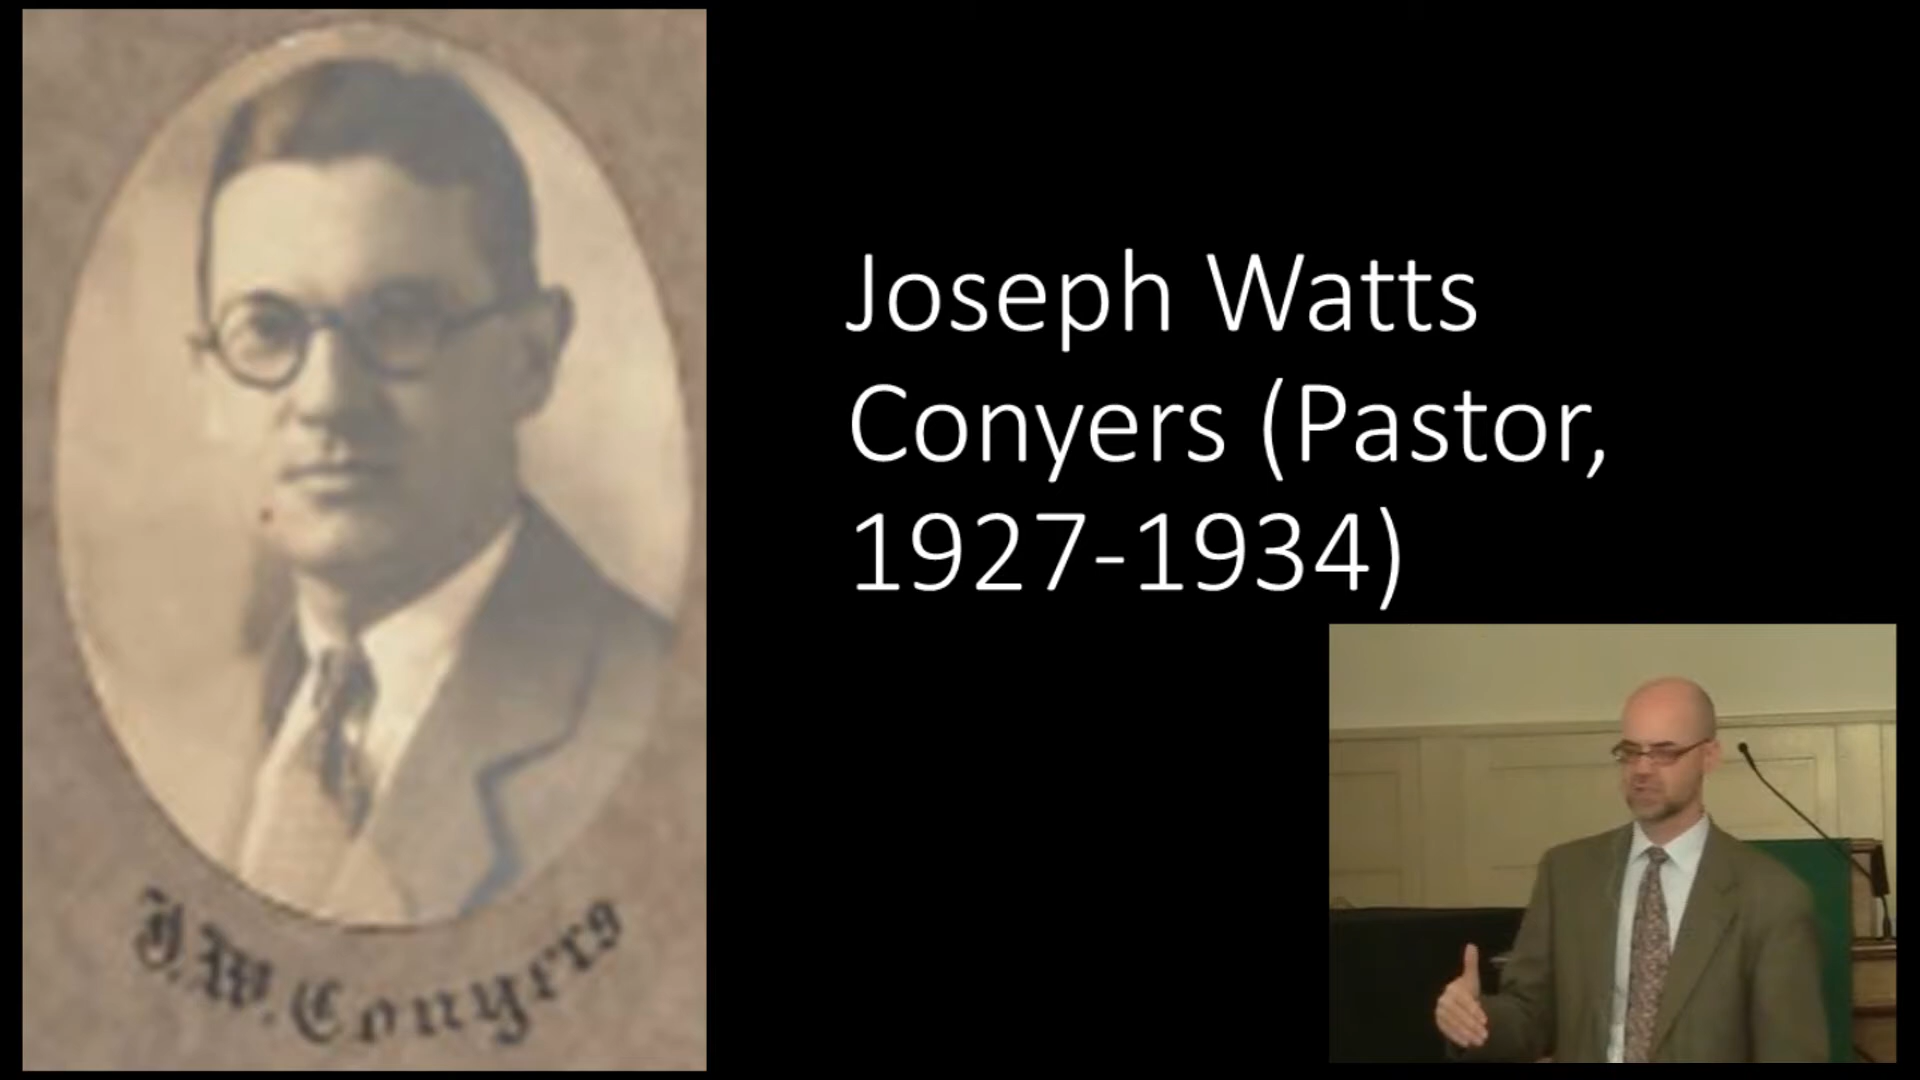 J.W. Conyers
Joseph Watts
Conyers (Pastor,
1927-1934)